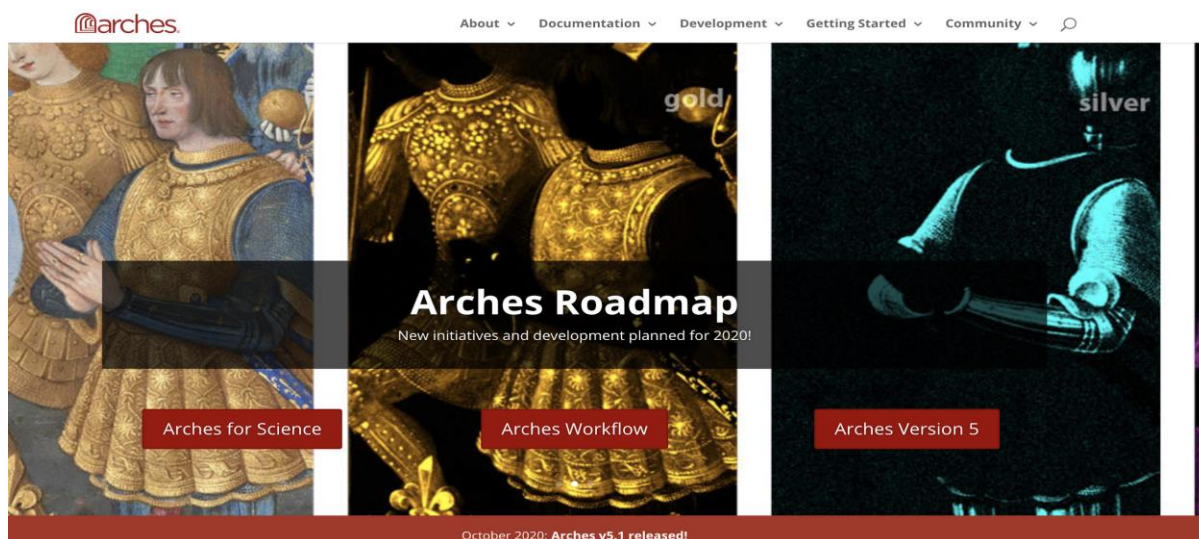 arches.
About Documentation Development Getting Started Community
gold
silver
Arches Roadmap
New initiatives and development planned for 2020!
Arches for Science Arches Workflow Arches Version 5
October 2020: Arches v5.1 released!